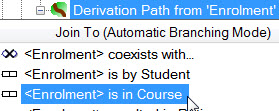 Derivation Path from 'Enrolment'
Join To (Automatic Branching Mode)
<Enrolment> coexists with...
<Enrolment> is by Student
<Enrolment> is in Course